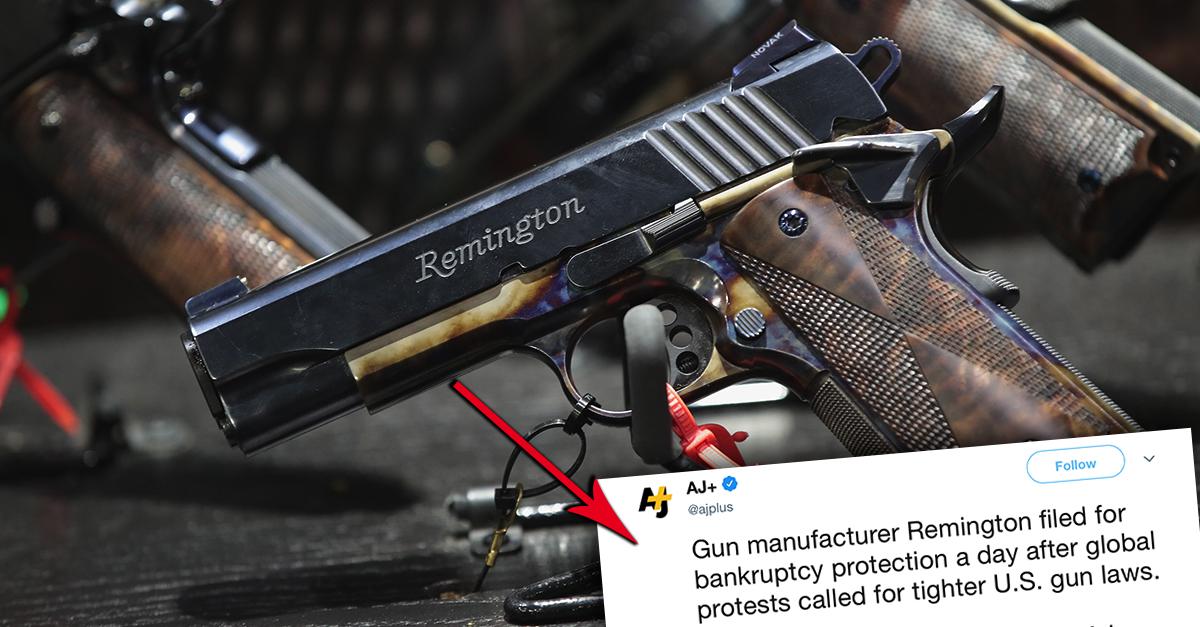 NOVAK
Remington
AJ+
@ajplus
Follow
Gun manufacturer Remington filed for
bankruptcy protection a day after global
protests called for tighter U.S. gun laws.